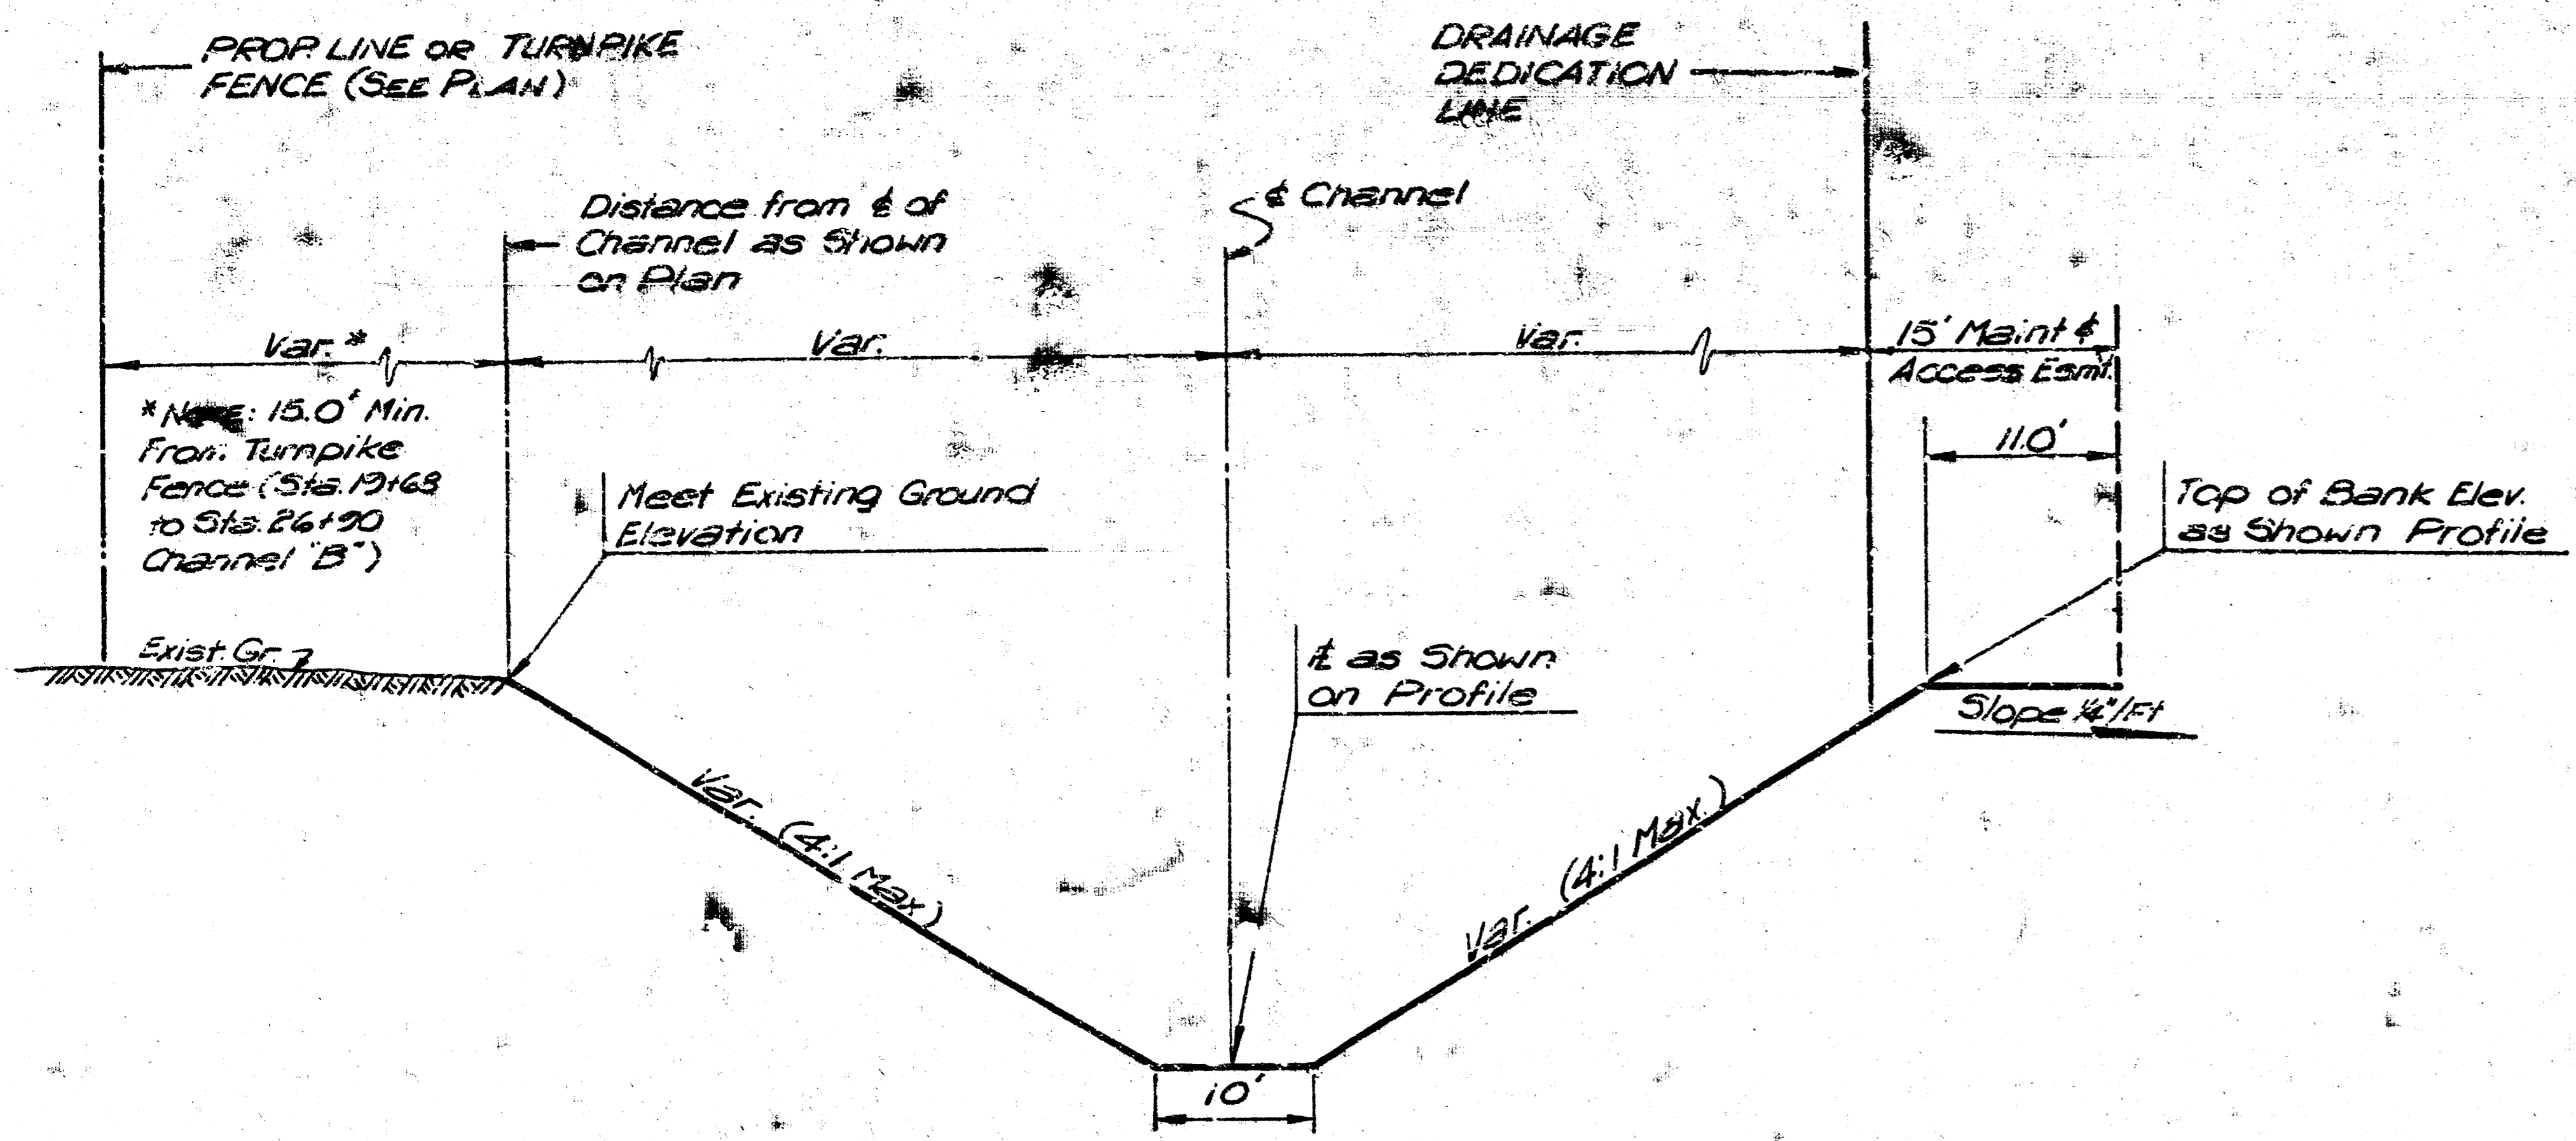 PROP. LINE OR TURNPIKE
FENCE (SEE PLAN)
DRAINAGE
DEDICATION
LINE
Distance from ℄ of
Channel as Shown
on Plan
℄ Channel
Var.*
Var.
Var.
15' Maint &
Access Esmt.
*NOTE: 15.0' Min.
From Turnpike
Fence (Sta. 19+68
to Sta. 26+90
Channel "B")
11.0'
Meet Existing Ground
Elevation
Top of Bank Elev.
as Shown Profile
Exist. Gr.
as Shown
on Profile
Slope ¼"/Ft
Var. (4:1 Max)
Var. (4:1 Max.)
10'